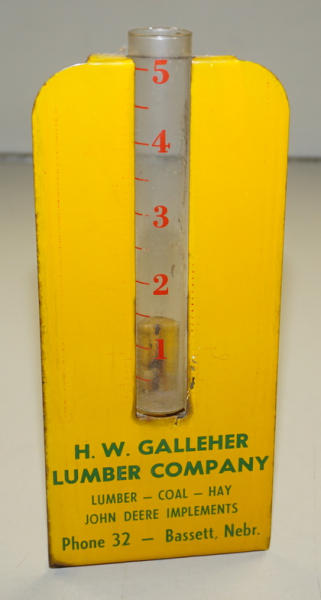 5
4
3
2
1
H. W. GALLEHER
LUMBER COMPANY
LUMBER — COAL — HAY
JOHN DEERE IMPLEMENTS
Phone 32 — Bassett, Nebr.